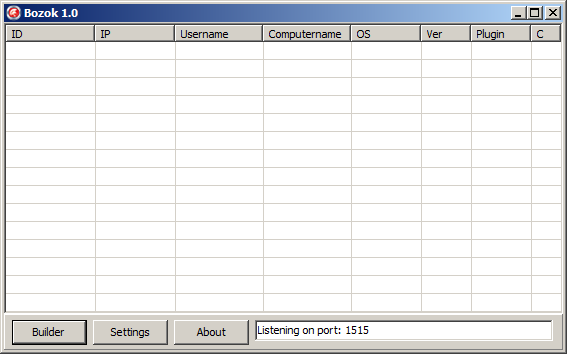 Bozok 1.0
ID IP Username Computername OS Ver Plugin C
Builder Settings About Listening on port: 1515